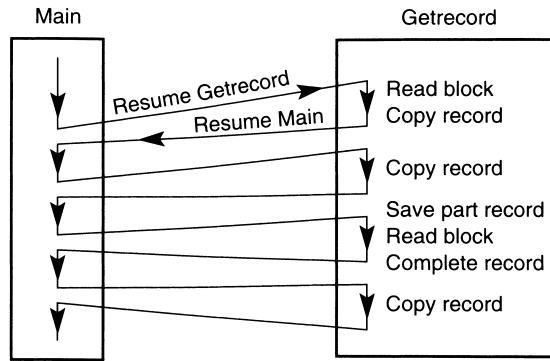 Main
Getrecord
Resume Getrecord
Read block
Copy record
Resume Main
Copy record
Save part record
Read block
Complete record
Copy record